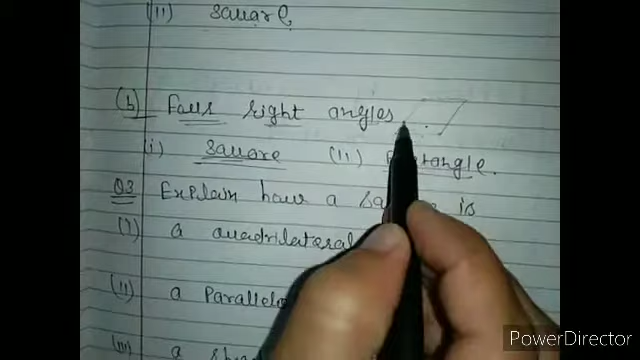 (ii) Square
(b) Four right angles
(i) Square (ii) Rectangle.
Q3 Explain how a square is
(i) a quadrilateral
(ii) a Parallelo
(iii) a
PowerDirector